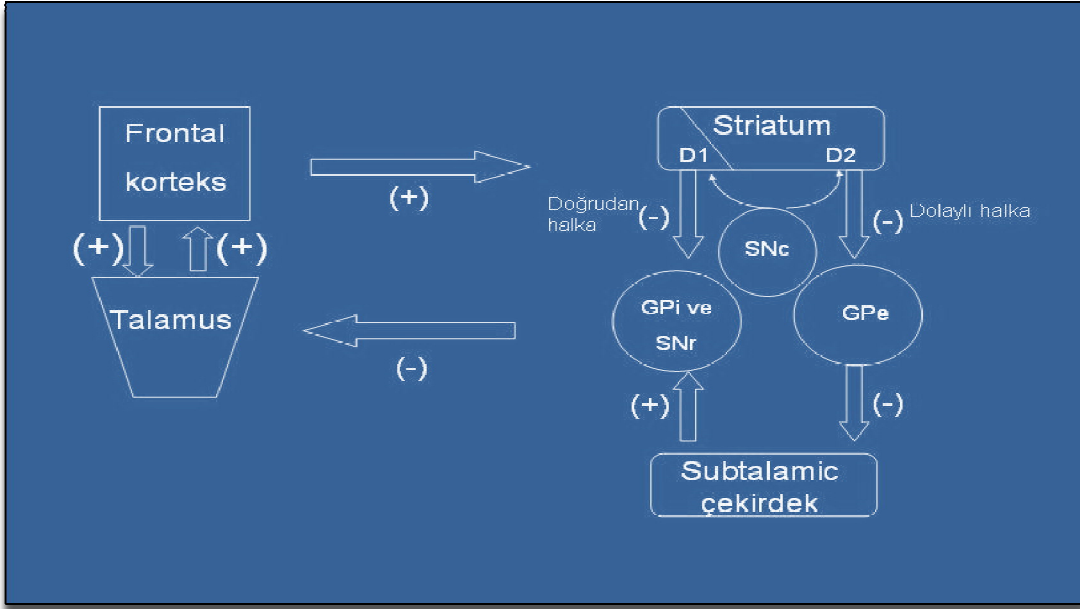 Frontal
korteks
(+)
(+)
Talamus
(+)
(-)
Striatum
D1
D2
Doğrudan
halka
(-)
(-)
Dolaylı halka
SNc
GPi ve
SNr
GPe
(+)
(-)
Subtalamic
çekirdek